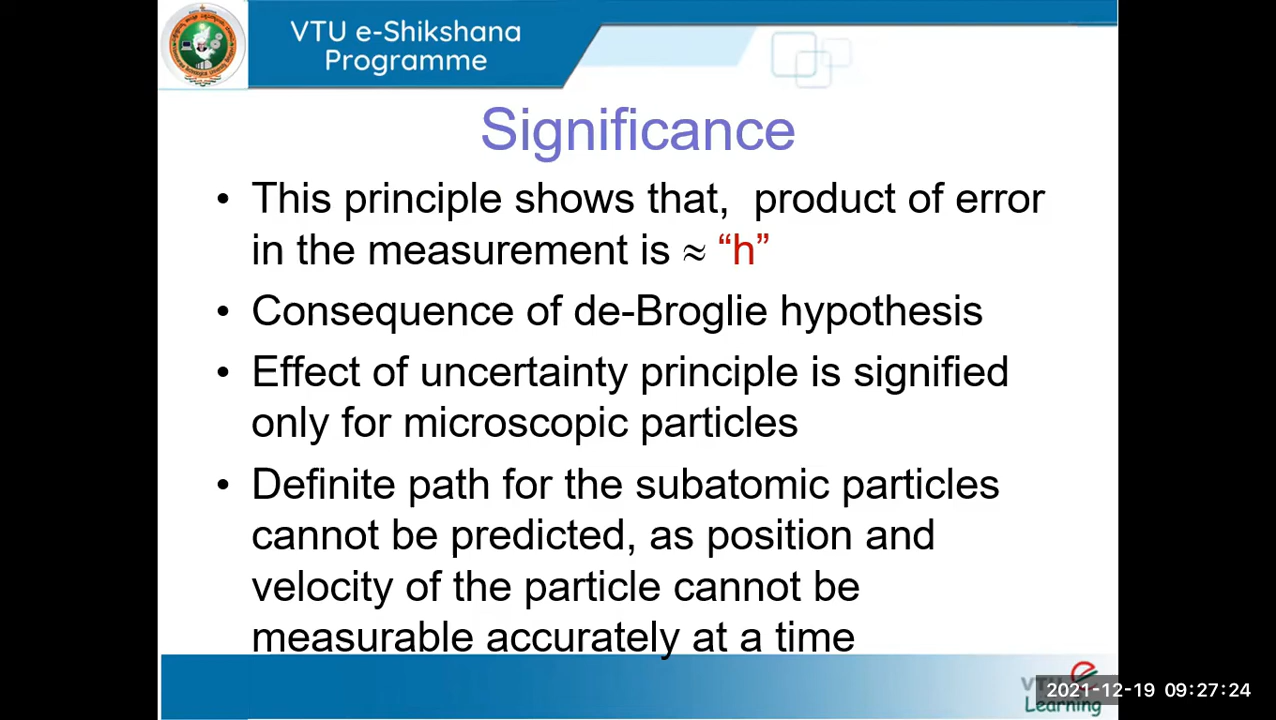 VTU e-Shikshana
Programme
Significance
• This principle shows that, product of error
in the measurement is ≈ “h”
• Consequence of de-Broglie hypothesis
• Effect of uncertainty principle is signified
only for microscopic particles
• Definite path for the subatomic particles
cannot be predicted, as position and
velocity of the particle cannot be
measurable accurately at a time
VTU e
2021-12-19 09:27:24
Learning